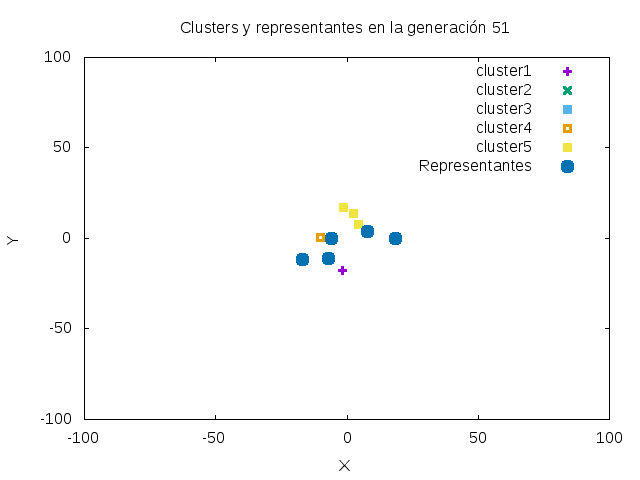 Clusters y representantes en la generación 51
100
50
0
-50
-100
-100
-50
0
50
100
X
Y
cluster1
cluster2
cluster3
cluster4
cluster5
Representantes